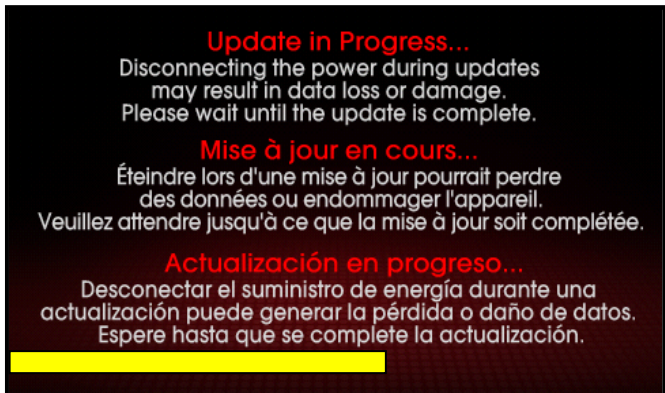 Update in Progress...
Disconnecting the power during updates
may result in data loss or damage.
Please wait until the update is complete.
Mise à jour en cours...
Éteindre lors d'une mise à jour pourrait perdre
des données ou endommager l'appareil.
Veuillez attendre jusqu'à ce que la mise à jour soit complétée.
Actualización en progreso...
Desconectar el suministro de energía durante una
actualización puede generar la pérdida o daño de datos.
Espere hasta que se complete la actualización.